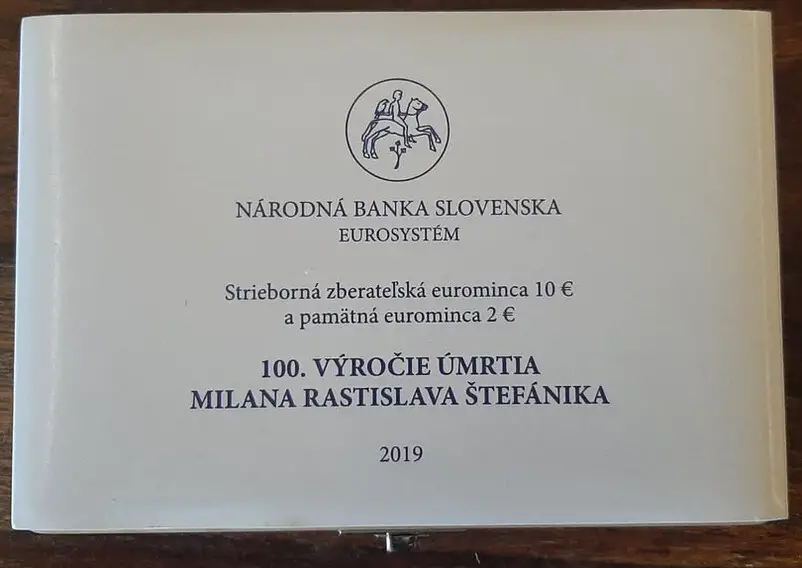 NÁRODNÁ BANKA SLOVENSKA
EUROSYSTÉM
Strieborná zberateľská eurominca 10 €
a pamätná eurominca 2 €
100. VÝROČIE ÚMRTIA
MILANA RASTISLAVA ŠTEFÁNIKA
2019